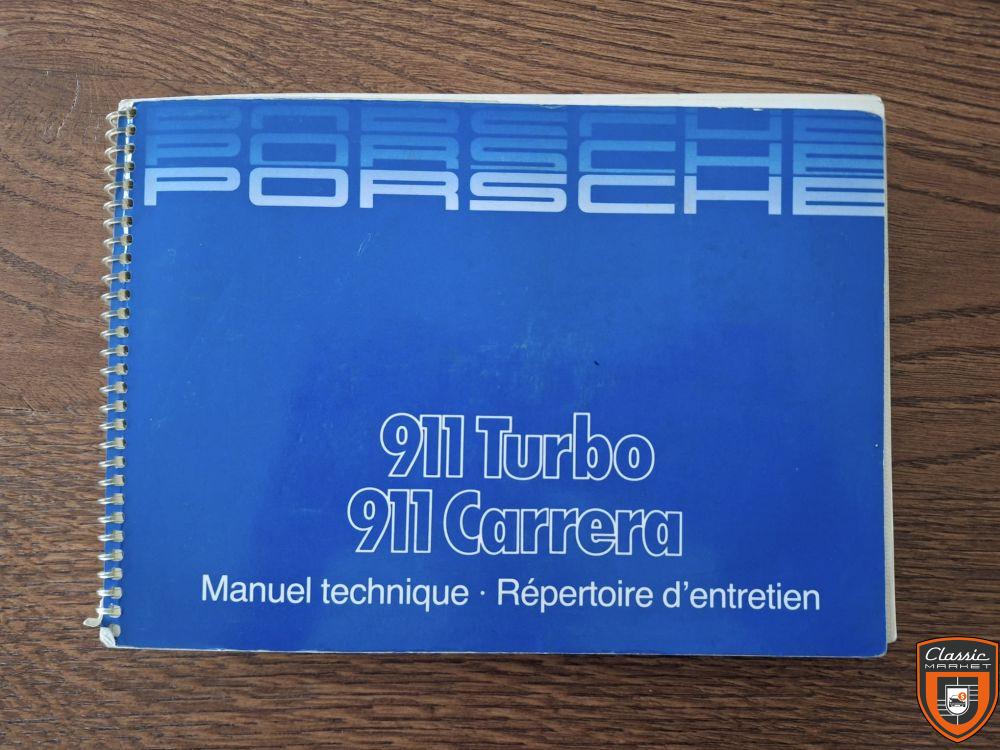 PORSCHE
PORSCHE
PORSCHE
911 Turbo
911 Carrera
Manuel technique · Répertoire d'entretien
Classic
MARKET